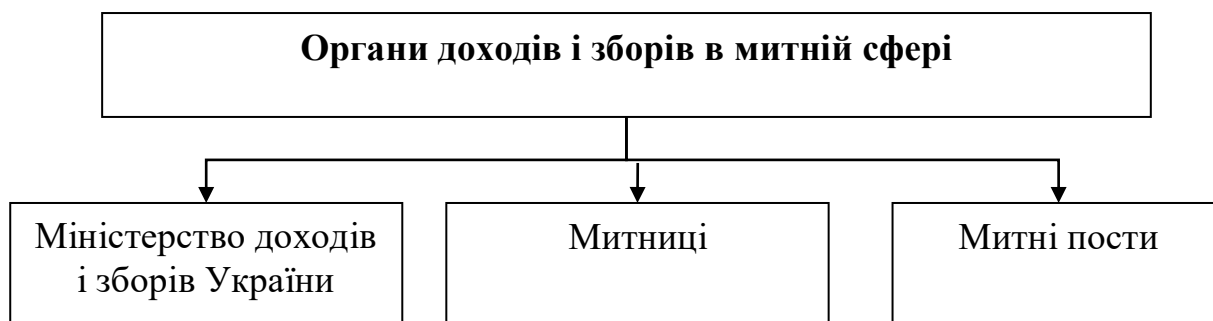 Органи доходів і зборів в митній сфері
Міністерство доходів
і зборів України
Митниці
Митні пости